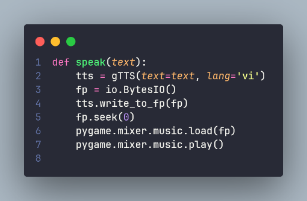 1 def speak(text):
2     tts = gTTS(text=text, lang='vi')
3     fp = io.BytesIO()
4     tts.write_to_fp(fp)
5     fp.seek(0)
6     pygame.mixer.music.load(fp)
7     pygame.mixer.music.play()
8